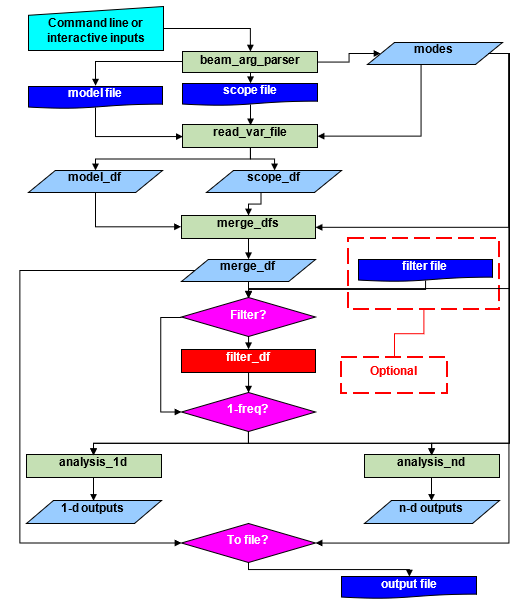 Command line or
interactive inputs
modes
beam_arg_parser
model file
scope file
read_var_file
model_df
scope_df
merge_dfs
merge_df
filter file
Filter?
filter_df
Optional
1-freq?
analysis_1d
analysis_nd
1-d outputs
n-d outputs
To file?
output file